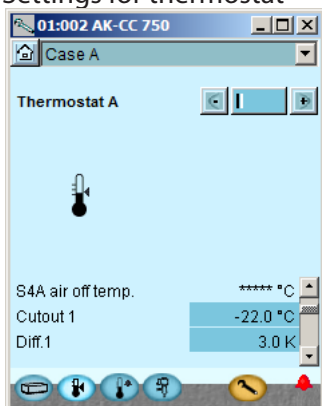 Settings for thermostat
01:002 AK-CC 750
Case A
Thermostat A
S4A air off temp. ***** °C
Cutout 1 -22.0 °C
Diff.1 3.0 K